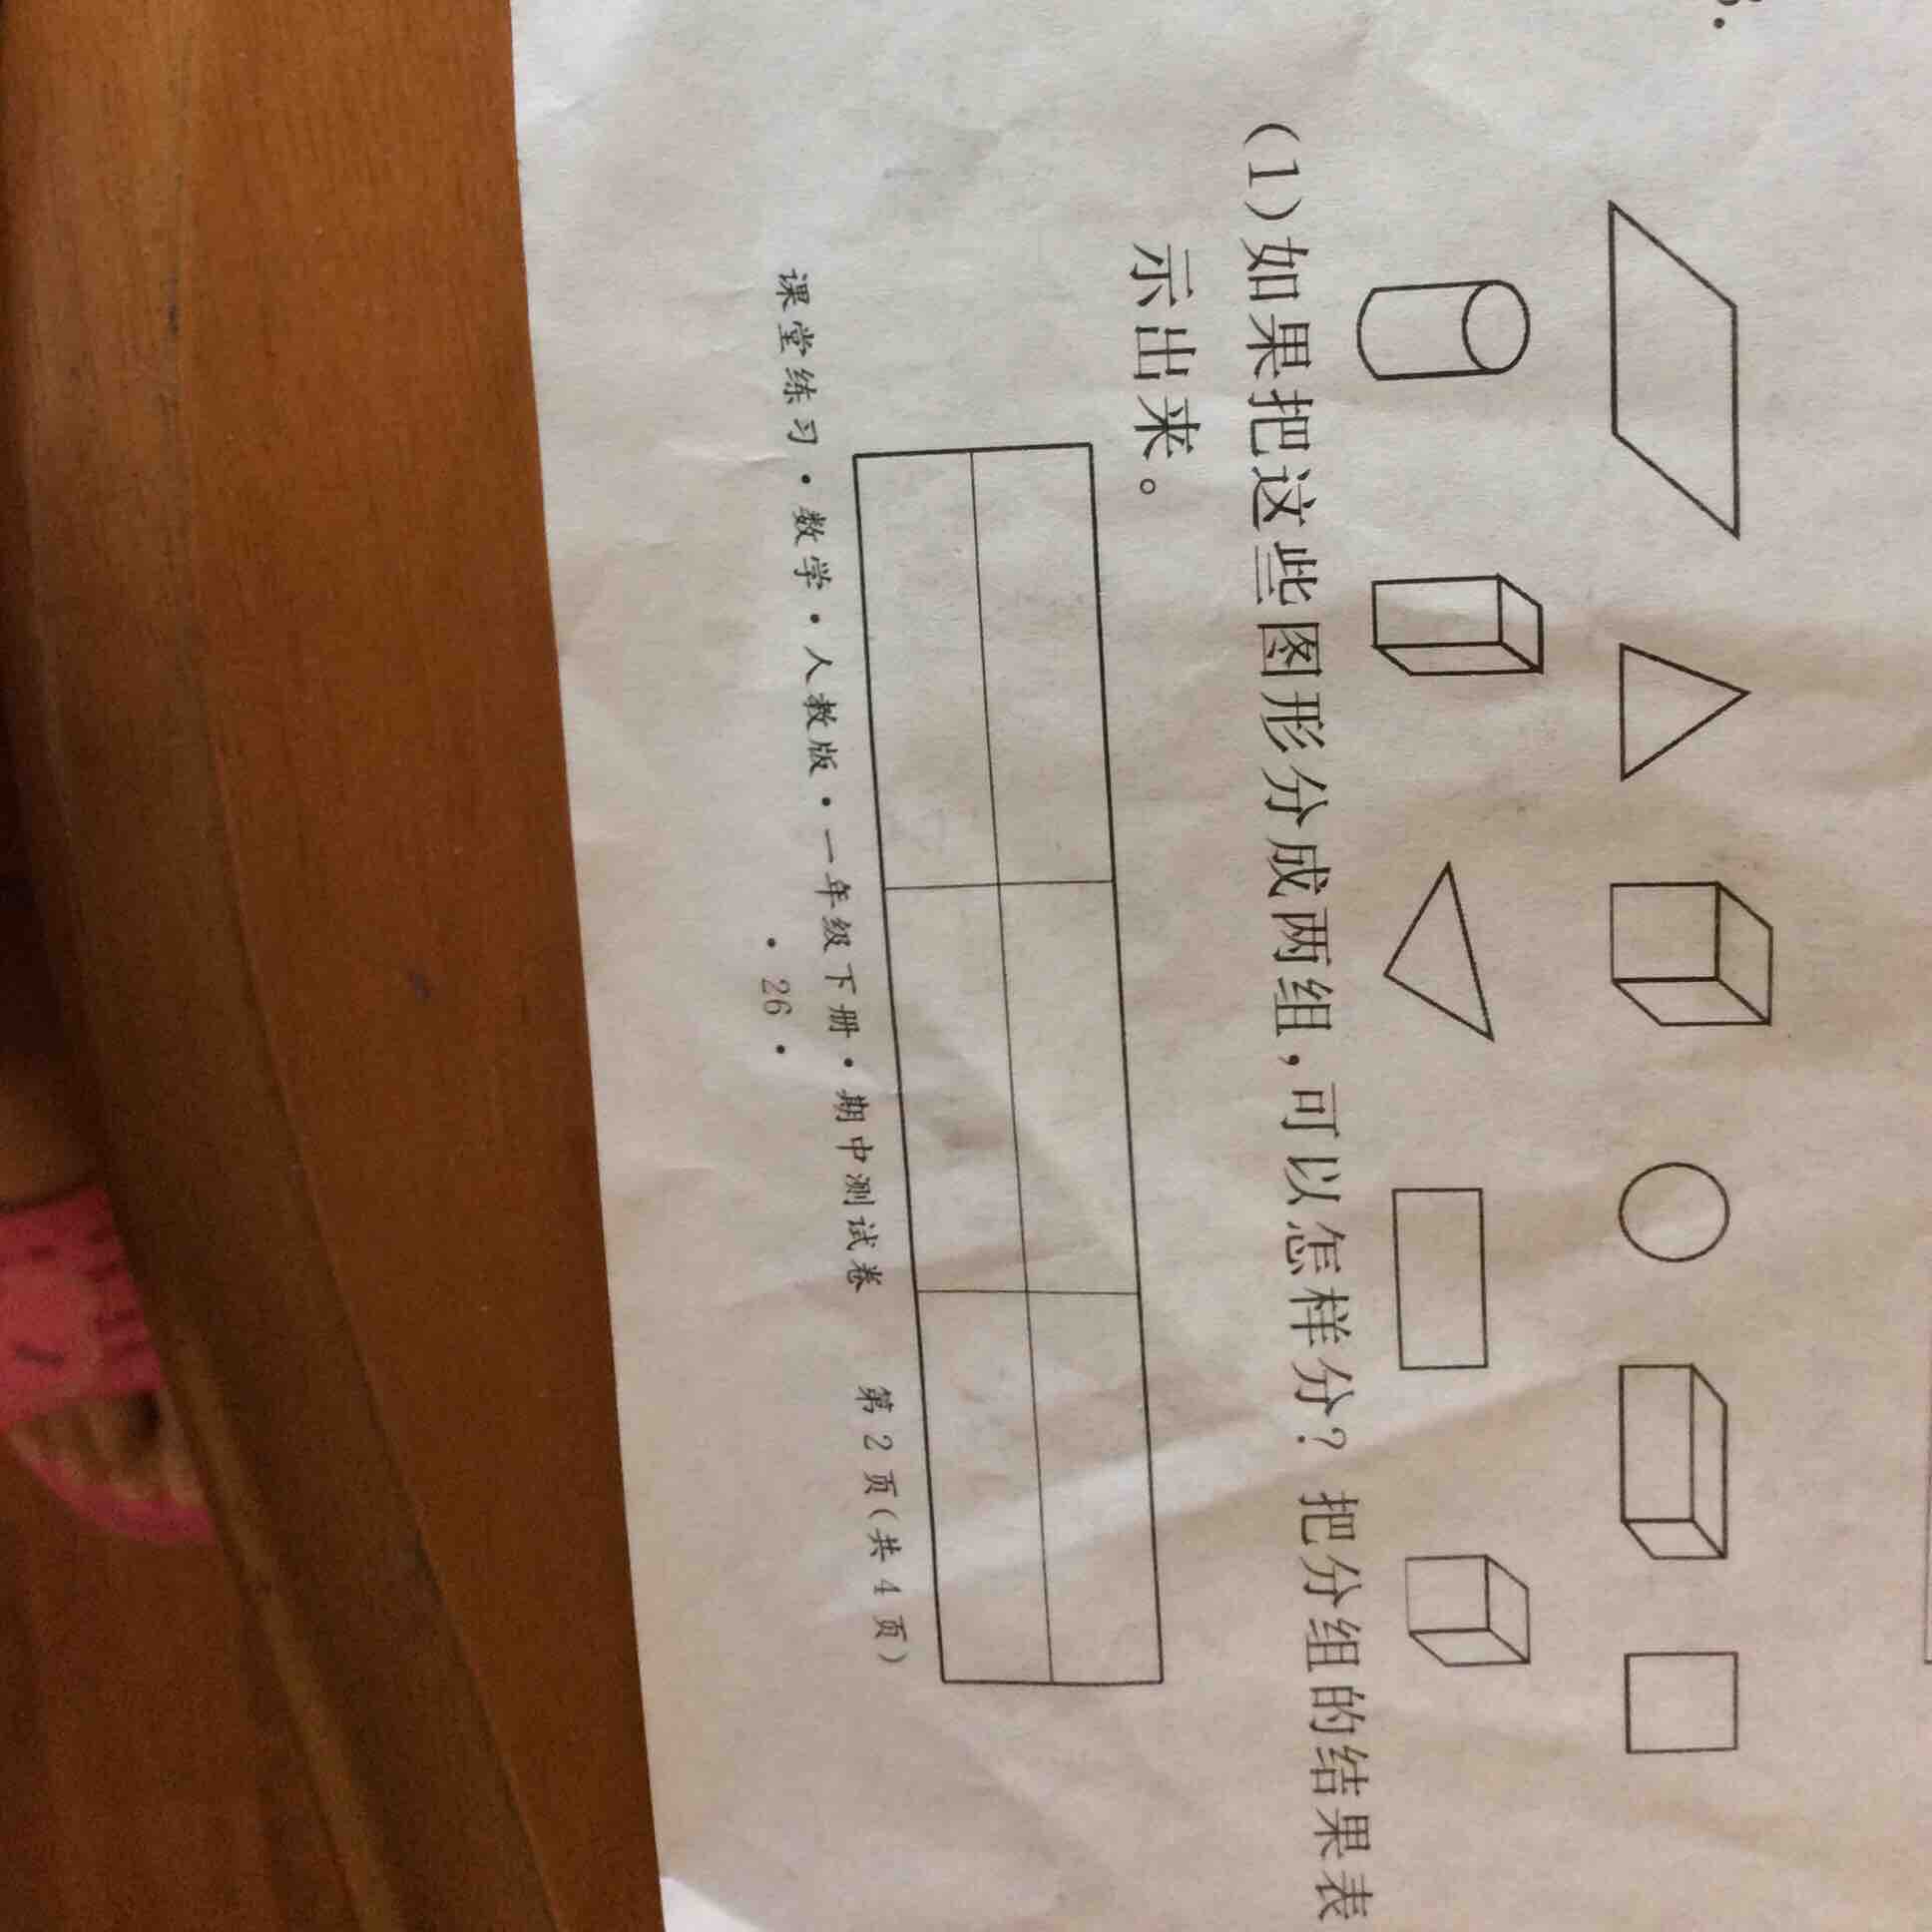 (1)如果把这些图形分成两组,可以怎样分?把分组的结果表
示出来。
课堂练习·数学·人教版·一年级下册·期中测试卷 第2页(共4页)
·26·